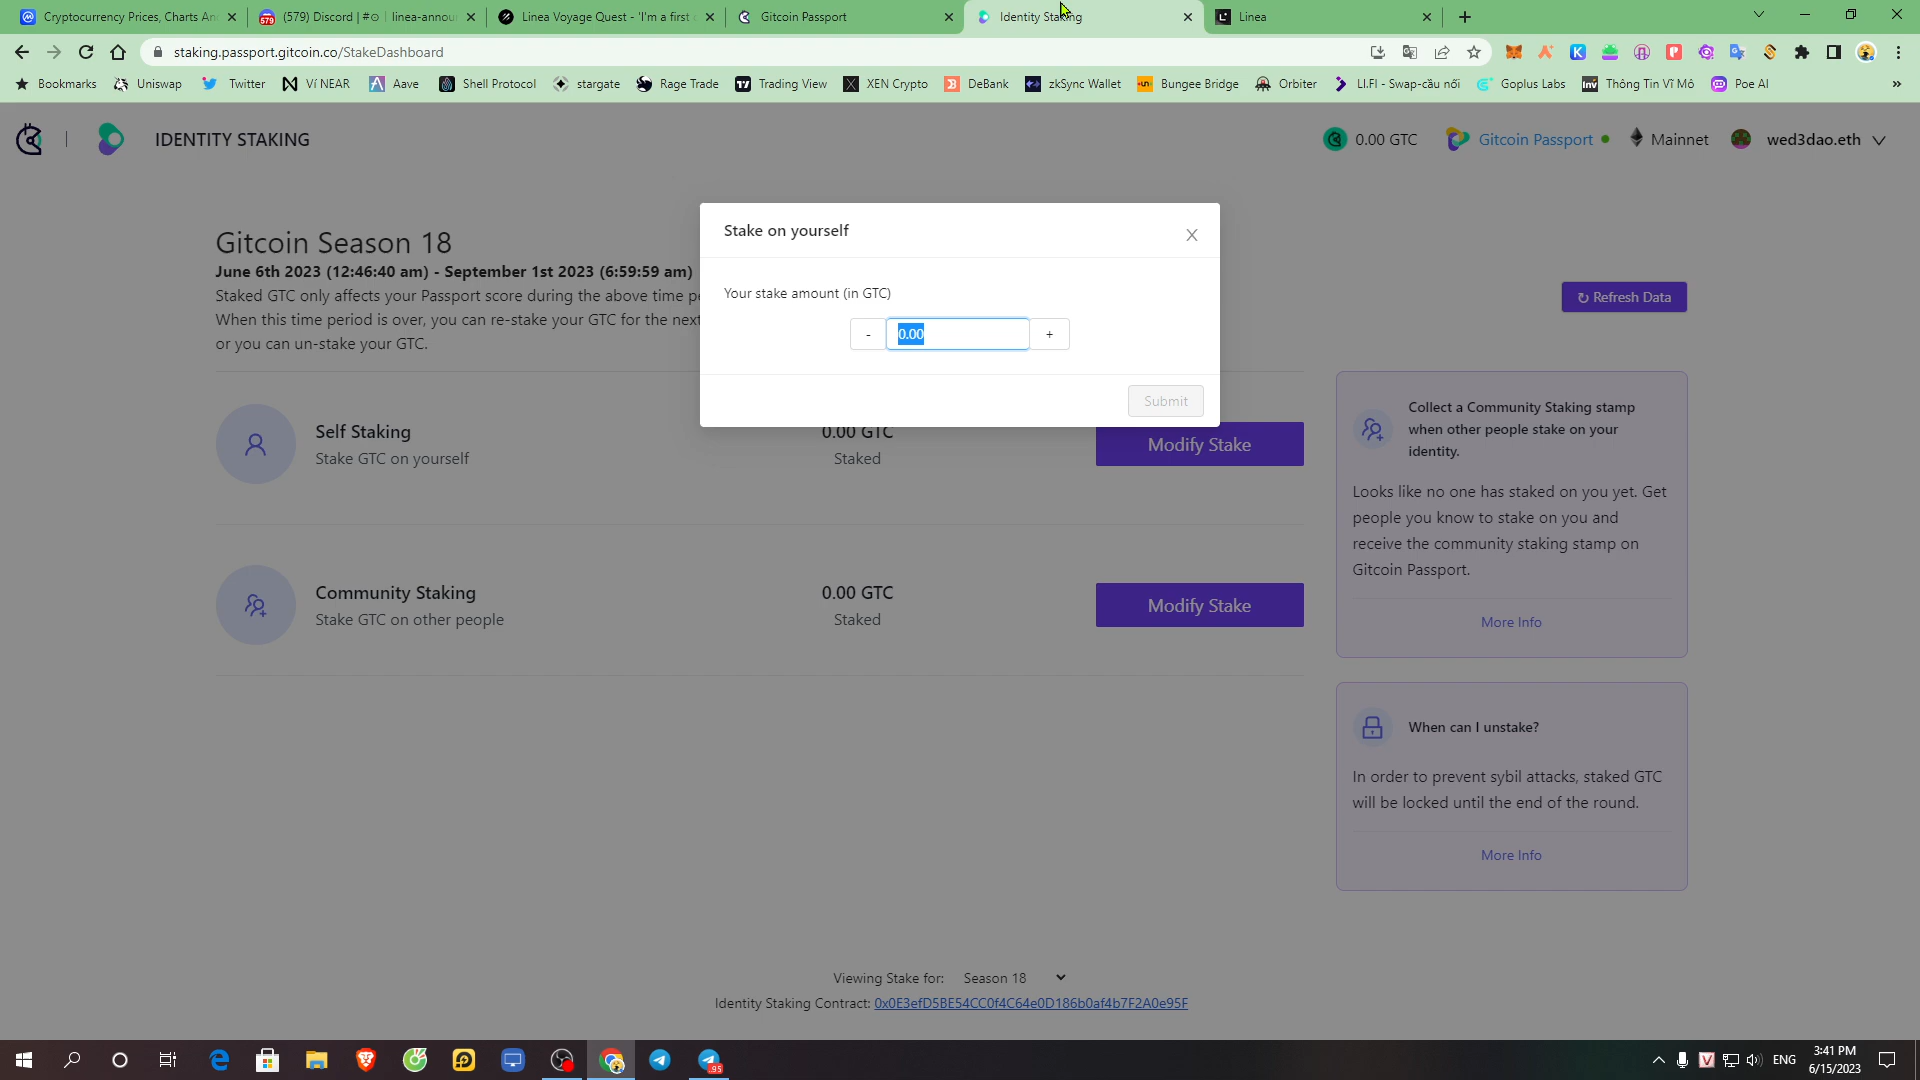 Cryptocurrency Prices, Charts An
(579) Discord | #⊙ | linea-annou
Linea Voyage Quest - 'I'm a first
Gitcoin Passport
Identity Staking
Linea
staking.passport.gitcoin.co/StakeDashboard
Bookmarks
Uniswap
Twitter
Ví NEAR
Aave
Shell Protocol
stargate
Rage Trade
Trading View
XEN Crypto
DeBank
zkSync Wallet
Bungee Bridge
Orbiter
LI.FI - Swap-cầu nối
Goplus Labs
Thông Tin Vĩ Mô
Poe AI
»
IDENTITY STAKING
0.00 GTC
Gitcoin Passport
Mainnet
wed3dao.eth
Gitcoin Season 18
June 6th 2023 (12:46:40 am) - September 1st 2023 (6:59:59 am)
Staked GTC only affects your Passport score during the above time
When this time period is over, you can re-stake your GTC for the next
or you can un-stake your GTC.
↻ Refresh Data
Stake on yourself
Your stake amount (in GTC)
-
0.00
+
Submit
Self Staking
Stake GTC on yourself
0.00 GTC
Staked
Modify Stake
Community Staking
Stake GTC on other people
0.00 GTC
Staked
Modify Stake
Collect a Community Staking stamp
when other people stake on your
identity.
Looks like no one has staked on you yet. Get
people you know to stake on you and
receive the community staking stamp on
Gitcoin Passport.
More Info
When can I unstake?
In order to prevent sybil attacks, staked GTC
will be locked until the end of the round.
More Info
Viewing Stake for: Season 18
Identity Staking Contract: 0x0E3efD5BE54CC0f4C64e0D186b0af4b7F2A0e95F
95
ENG
3:41 PM
6/15/2023